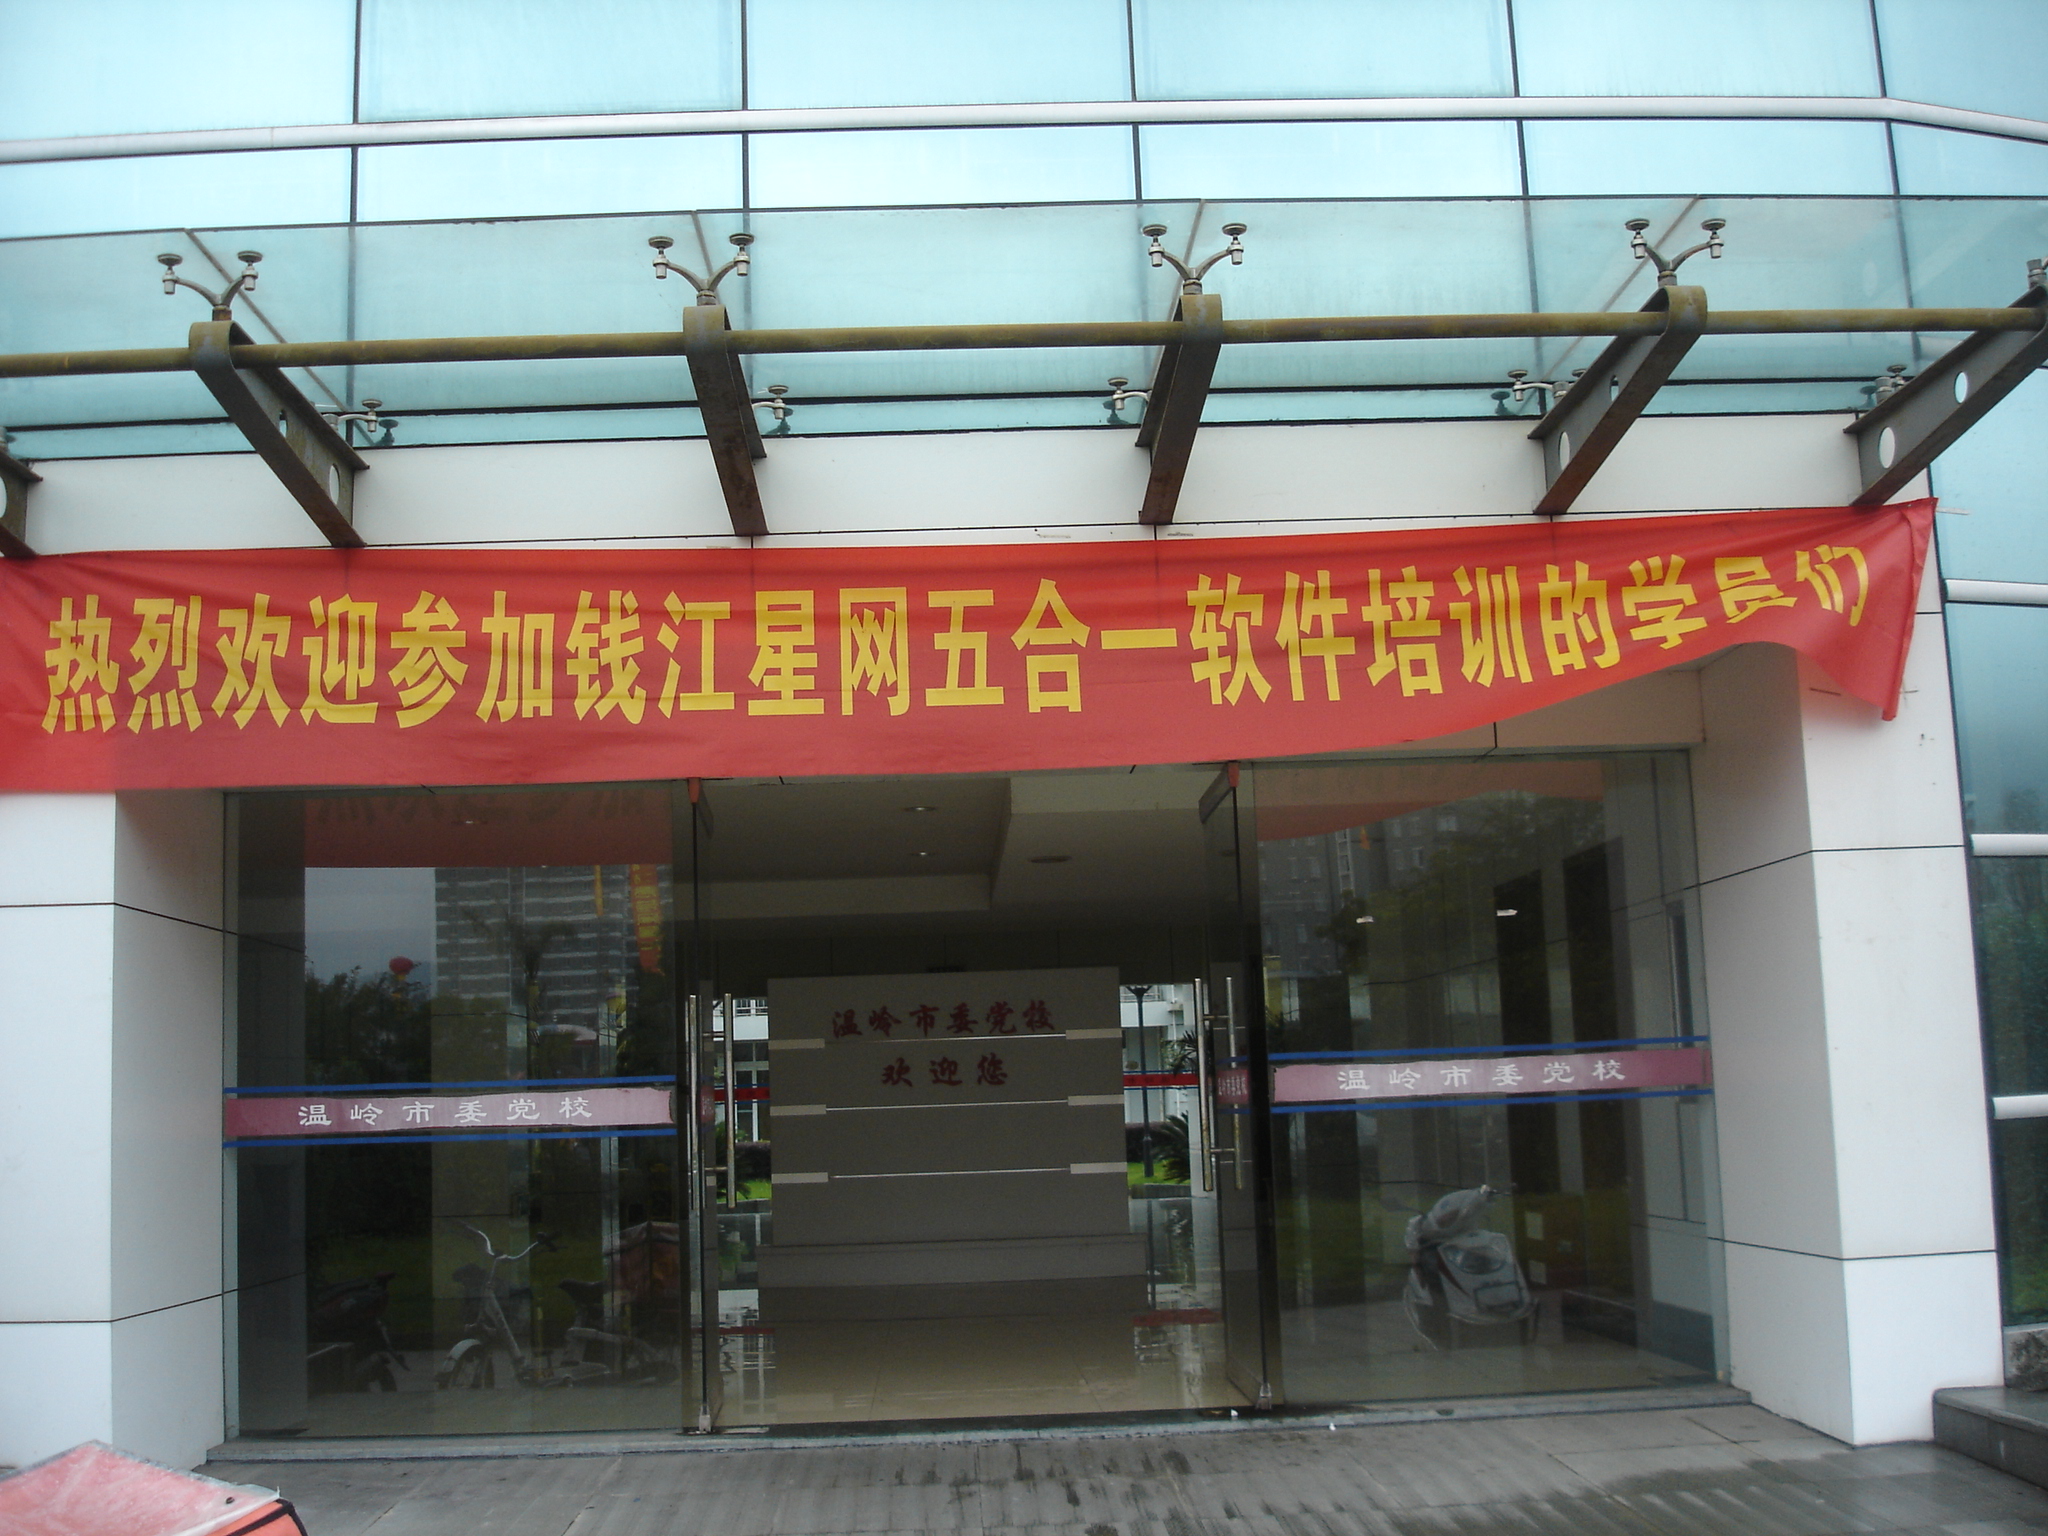 热烈欢迎参加钱江星网五合一软件培训的学员们
温岭市委党校
欢迎您
温岭市委党校
温岭市委党校